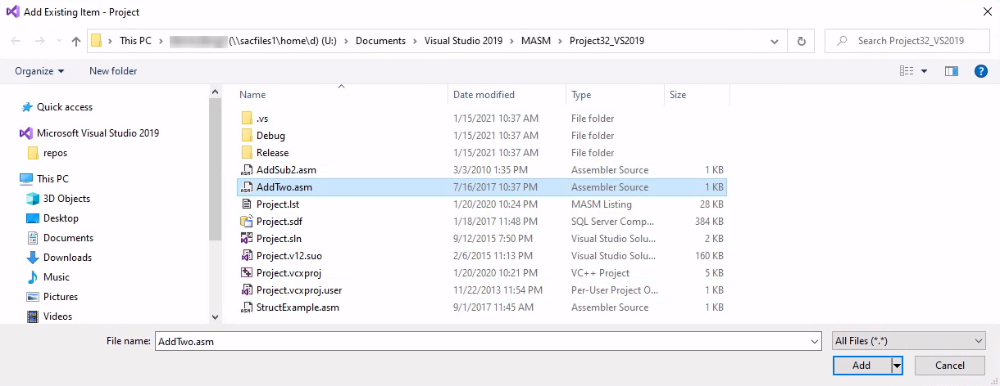 Add Existing Item - Project
This PC (\\sacfiles1\home\d) (U:) Documents Visual Studio 2019 MASM Project32_VS2019 Search Project32_VS2019
Organize New folder
Name Date modified Type Size
Quick access
Microsoft Visual Studio 2019
repos
This PC
3D Objects
Desktop
Documents
Downloads
Music
Pictures
Videos
.vs 1/15/2021 10:37 AM File folder
Debug 1/15/2021 10:37 AM File folder
Release 1/15/2021 10:37 AM File folder
AddSub2.asm 3/3/2010 1:35 PM Assembler Source 1 KB
AddTwo.asm 7/16/2017 10:37 PM Assembler Source 1 KB
Project.lst 1/20/2020 10:24 PM MASM Listing 28 KB
Project.sdf 1/18/2017 11:48 PM SQL Server Comp... 384 KB
Project.sln 9/12/2015 7:50 PM Visual Studio Solu... 2 KB
Project.v12.suo 2/6/2015 11:13 PM Visual Studio Solu... 160 KB
Project.vcxproj 1/20/2020 10:21 PM VC++ Project 5 KB
Project.vcxproj.user 11/22/2013 11:54 PM Per-User Project O... 1 KB
StructExample.asm 9/1/2017 11:45 AM Assembler Source 1 KB
File name: AddTwo.asm All Files (*.*)
Add Cancel